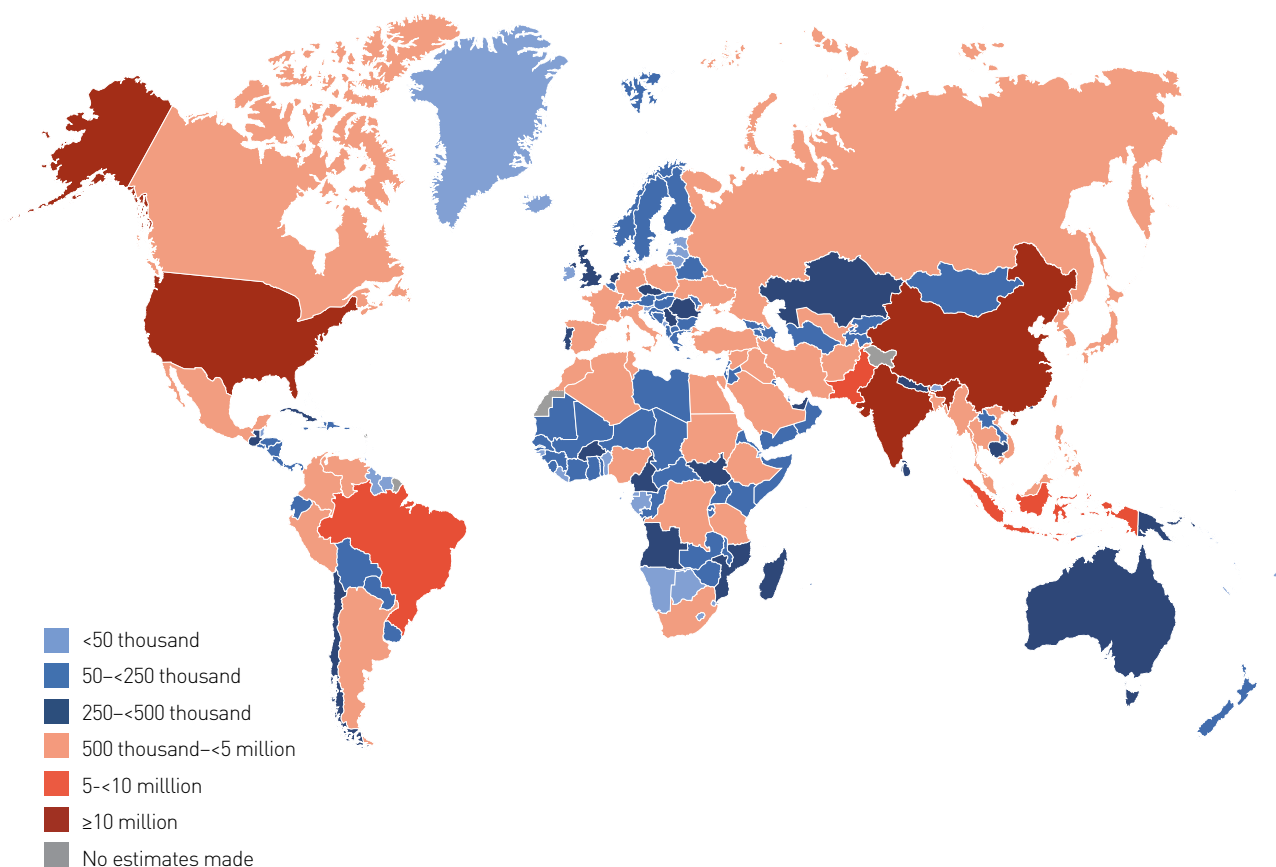 <50 thousand
50–<250 thousand
250–<500 thousand
500 thousand–<5 million
5-<10 milllion
≥10 million
No estimates made